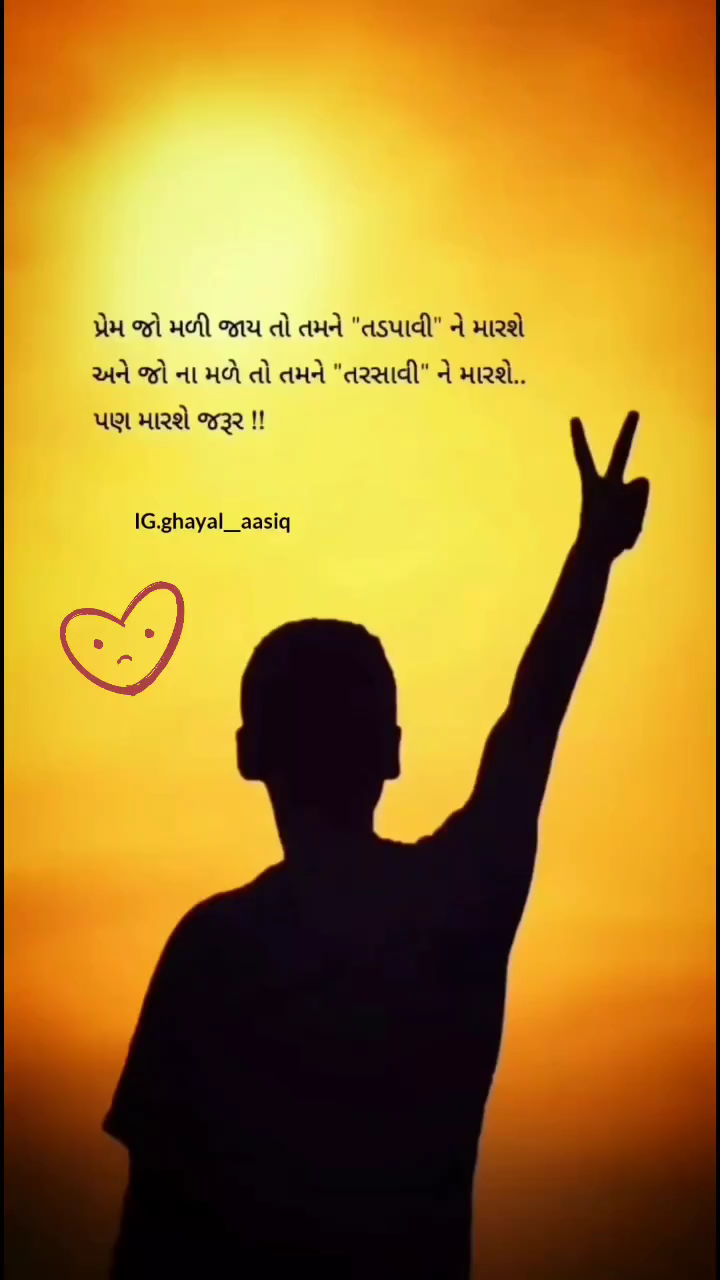 પ્રેમ જો મળી જાય તો તમને "તડપાવી" ને મારશે
અને જો ના મળે તો તમને "તરસાવી" ને મારશે..
પણ મારશે જરૂર !!
IG.ghayal__aasiq